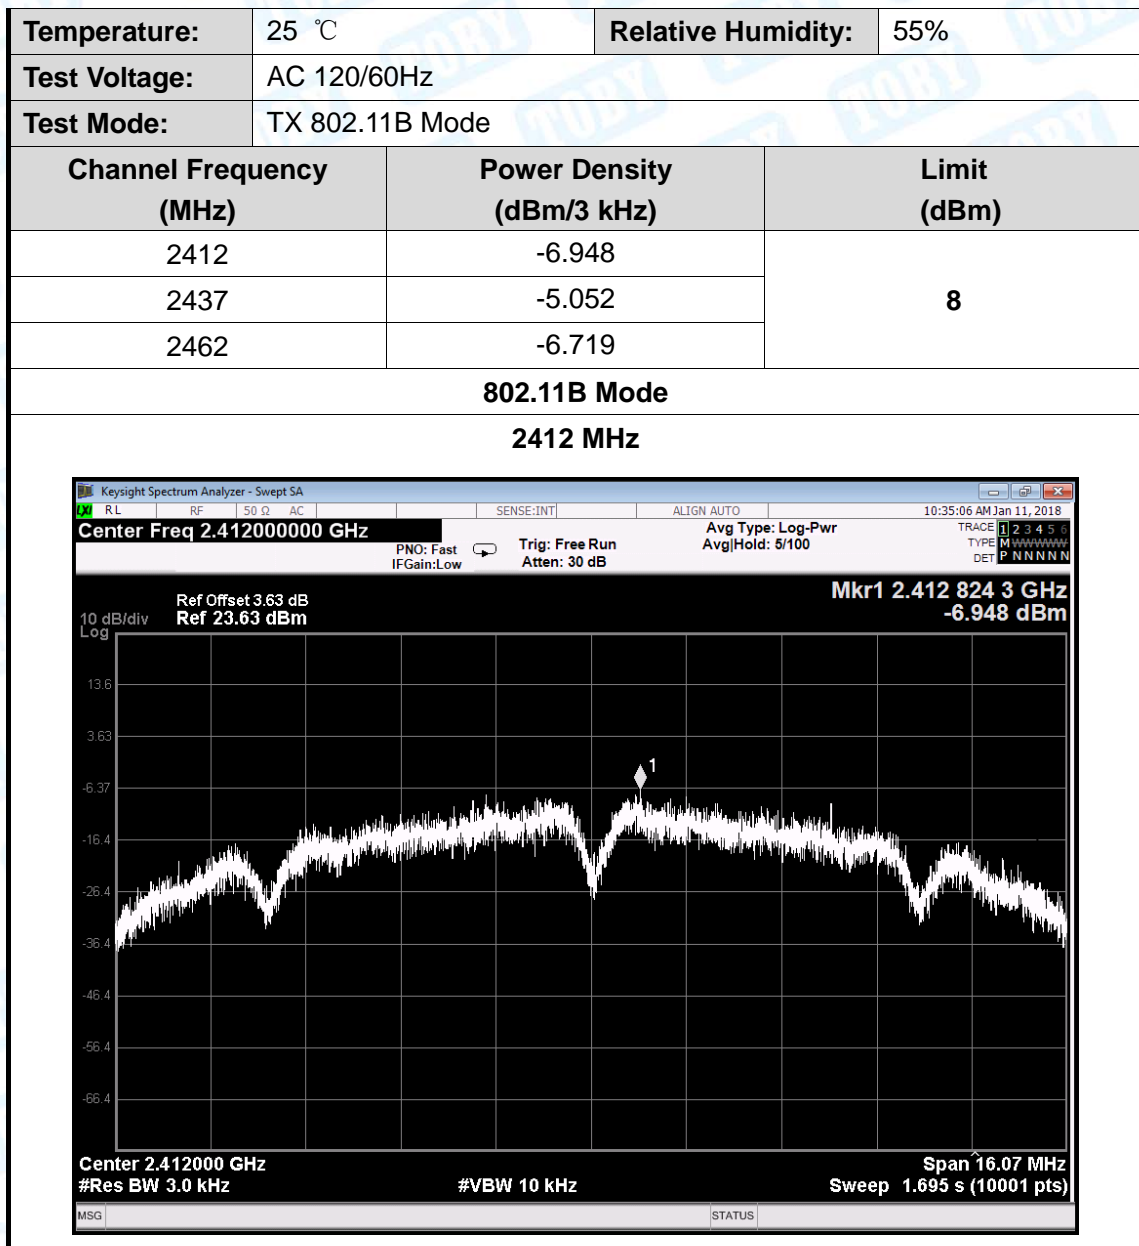 Temperature: 25 ℃ Relative Humidity: 55%
Test Voltage: AC 120/60Hz
Test Mode: TX 802.11B Mode
Channel Frequency (MHz) Power Density (dBm/3 kHz) Limit (dBm)
2412 -6.948 8
2437 -5.052
2462 -6.719
802.11B Mode
2412 MHz
Keysight Spectrum Analyzer - Swept SA
LXI RL RF 50 Ω AC SENSE:INT ALIGN AUTO 10:35:06 AM Jan 11, 2018
Center Freq 2.412000000 GHz Avg Type: Log-Pwr TRACE 1 2 3 4 5 6
PNO: Fast Trig: Free Run Avg|Hold: 5/100 TYPE M WWWWW
IFGain:Low Atten: 30 dB DET P N N N N N
Mkr1 2.412 824 3 GHz
-6.948 dBm
Ref Offset 3.63 dB
10 dB/div Ref 23.63 dBm
Log
13.6
3.63
1
-6.37
-16.4
-26.4
-36.4
-46.4
-56.4
-66.4
Center 2.412000 GHz Span 16.07 MHz
#Res BW 3.0 kHz #VBW 10 kHz Sweep 1.695 s (10001 pts)
MSG STATUS
TOBY